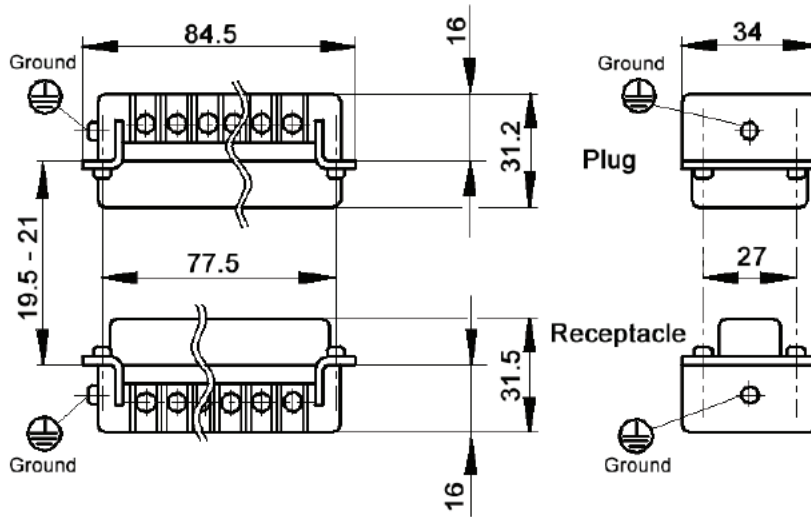 84.5
16
34
Ground
Ground
31.2
Plug
19.5 - 21
77.5
27
Receptacle
31.5
Ground
Ground
16